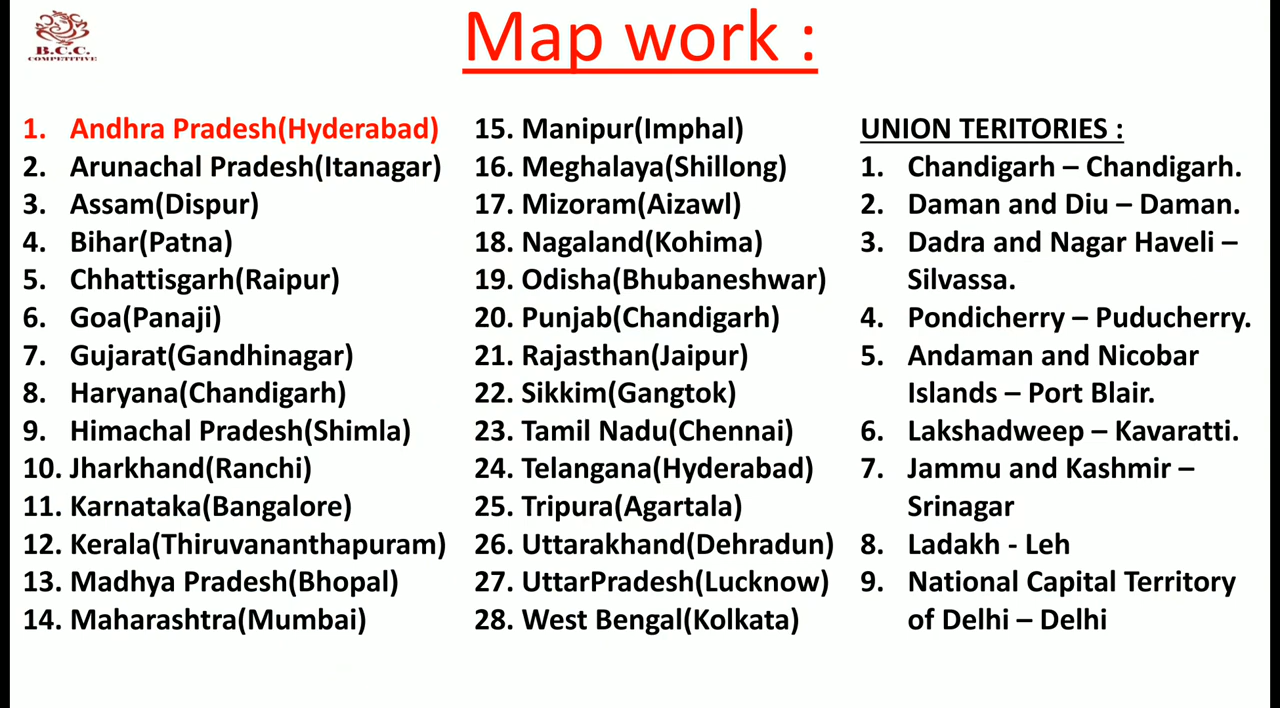 B.C.C.
COMPETITIVE
Map work :
1. Andhra Pradesh(Hyderabad)
2. Arunachal Pradesh(Itanagar)
3. Assam(Dispur)
4. Bihar(Patna)
5. Chhattisgarh(Raipur)
6. Goa(Panaji)
7. Gujarat(Gandhinagar)
8. Haryana(Chandigarh)
9. Himachal Pradesh(Shimla)
10. Jharkhand(Ranchi)
11. Karnataka(Bangalore)
12. Kerala(Thiruvananthapuram)
13. Madhya Pradesh(Bhopal)
14. Maharashtra(Mumbai)
15. Manipur(Imphal)
16. Meghalaya(Shillong)
17. Mizoram(Aizawl)
18. Nagaland(Kohima)
19. Odisha(Bhubaneshwar)
20. Punjab(Chandigarh)
21. Rajasthan(Jaipur)
22. Sikkim(Gangtok)
23. Tamil Nadu(Chennai)
24. Telangana(Hyderabad)
25. Tripura(Agartala)
26. Uttarakhand(Dehradun)
27. UttarPradesh(Lucknow)
28. West Bengal(Kolkata)
UNION TERITORIES :
1. Chandigarh – Chandigarh.
2. Daman and Diu – Daman.
3. Dadra and Nagar Haveli –
Silvassa.
4. Pondicherry – Puducherry.
5. Andaman and Nicobar
Islands – Port Blair.
6. Lakshadweep – Kavaratti.
7. Jammu and Kashmir –
Srinagar
8. Ladakh - Leh
9. National Capital Territory
of Delhi – Delhi